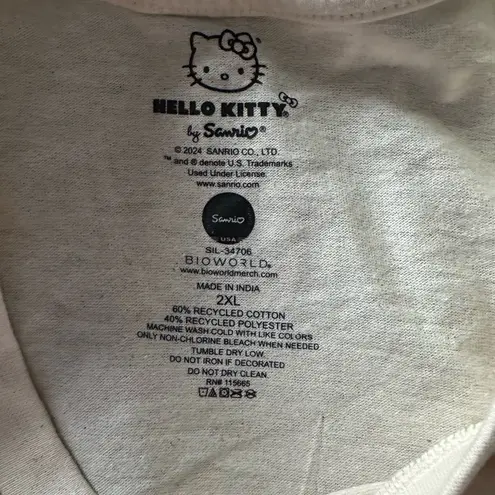 HELLO KITTY®
by Sanrio®
© 2024 SANRIO CO., LTD.
™ and ® denote U.S. Trademarks
Used Under License.
www.sanrio.com
Sanrio
USA
SIL-34706
BIOWORLD®
www.bioworldmerch.com
MADE IN INDIA
2XL
60% RECYCLED COTTON
40% RECYCLED POLYESTER
MACHINE WASH COLD WITH LIKE COLORS
ONLY NON-CHLORINE BLEACH WHEN NEEDED
TUMBLE DRY LOW.
DO NOT IRON IF DECORATED
DO NOT DRY CLEAN.
RN# 115665